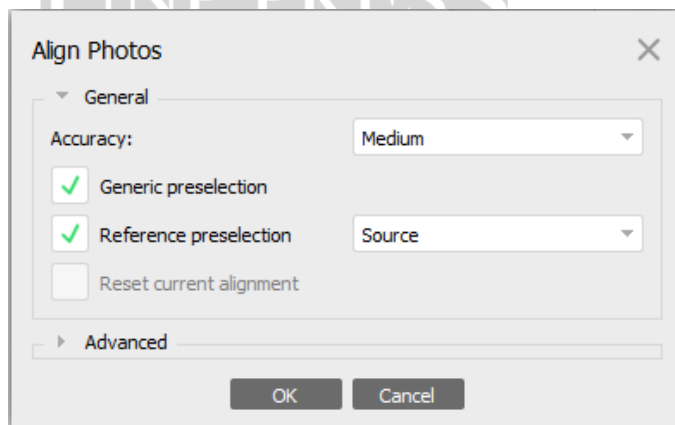 Align Photos
General
Accuracy: Medium
Generic preselection
Reference preselection Source
Reset current alignment
Advanced
OK Cancel